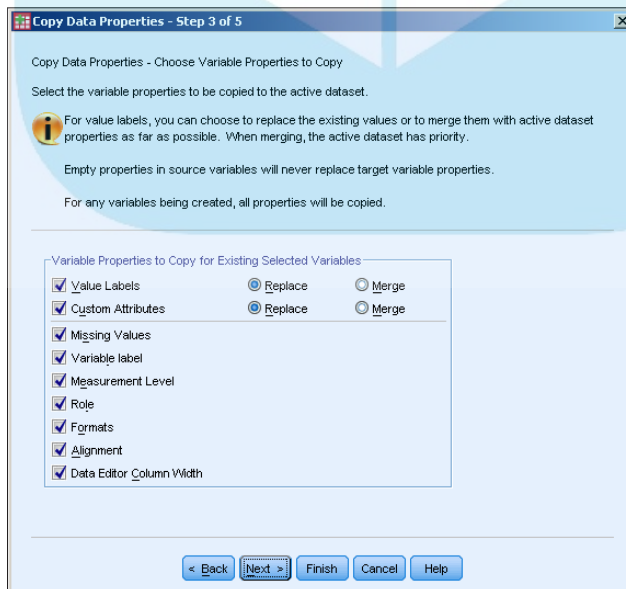 Copy Data Properties - Step 3 of 5
Copy Data Properties - Choose Variable Properties to Copy
Select the variable properties to be copied to the active dataset.
For value labels, you can choose to replace the existing values or to merge them with active dataset
properties as far as possible. When merging, the active dataset has priority.
Empty properties in source variables will never replace target variable properties.
For any variables being created, all properties will be copied.
Variable Properties to Copy for Existing Selected Variables
Value Labels Replace Merge
Custom Attributes Replace Merge
Missing Values
Variable label
Measurement Level
Role
Formats
Alignment
Data Editor Column Width
< Back Next > Finish Cancel Help